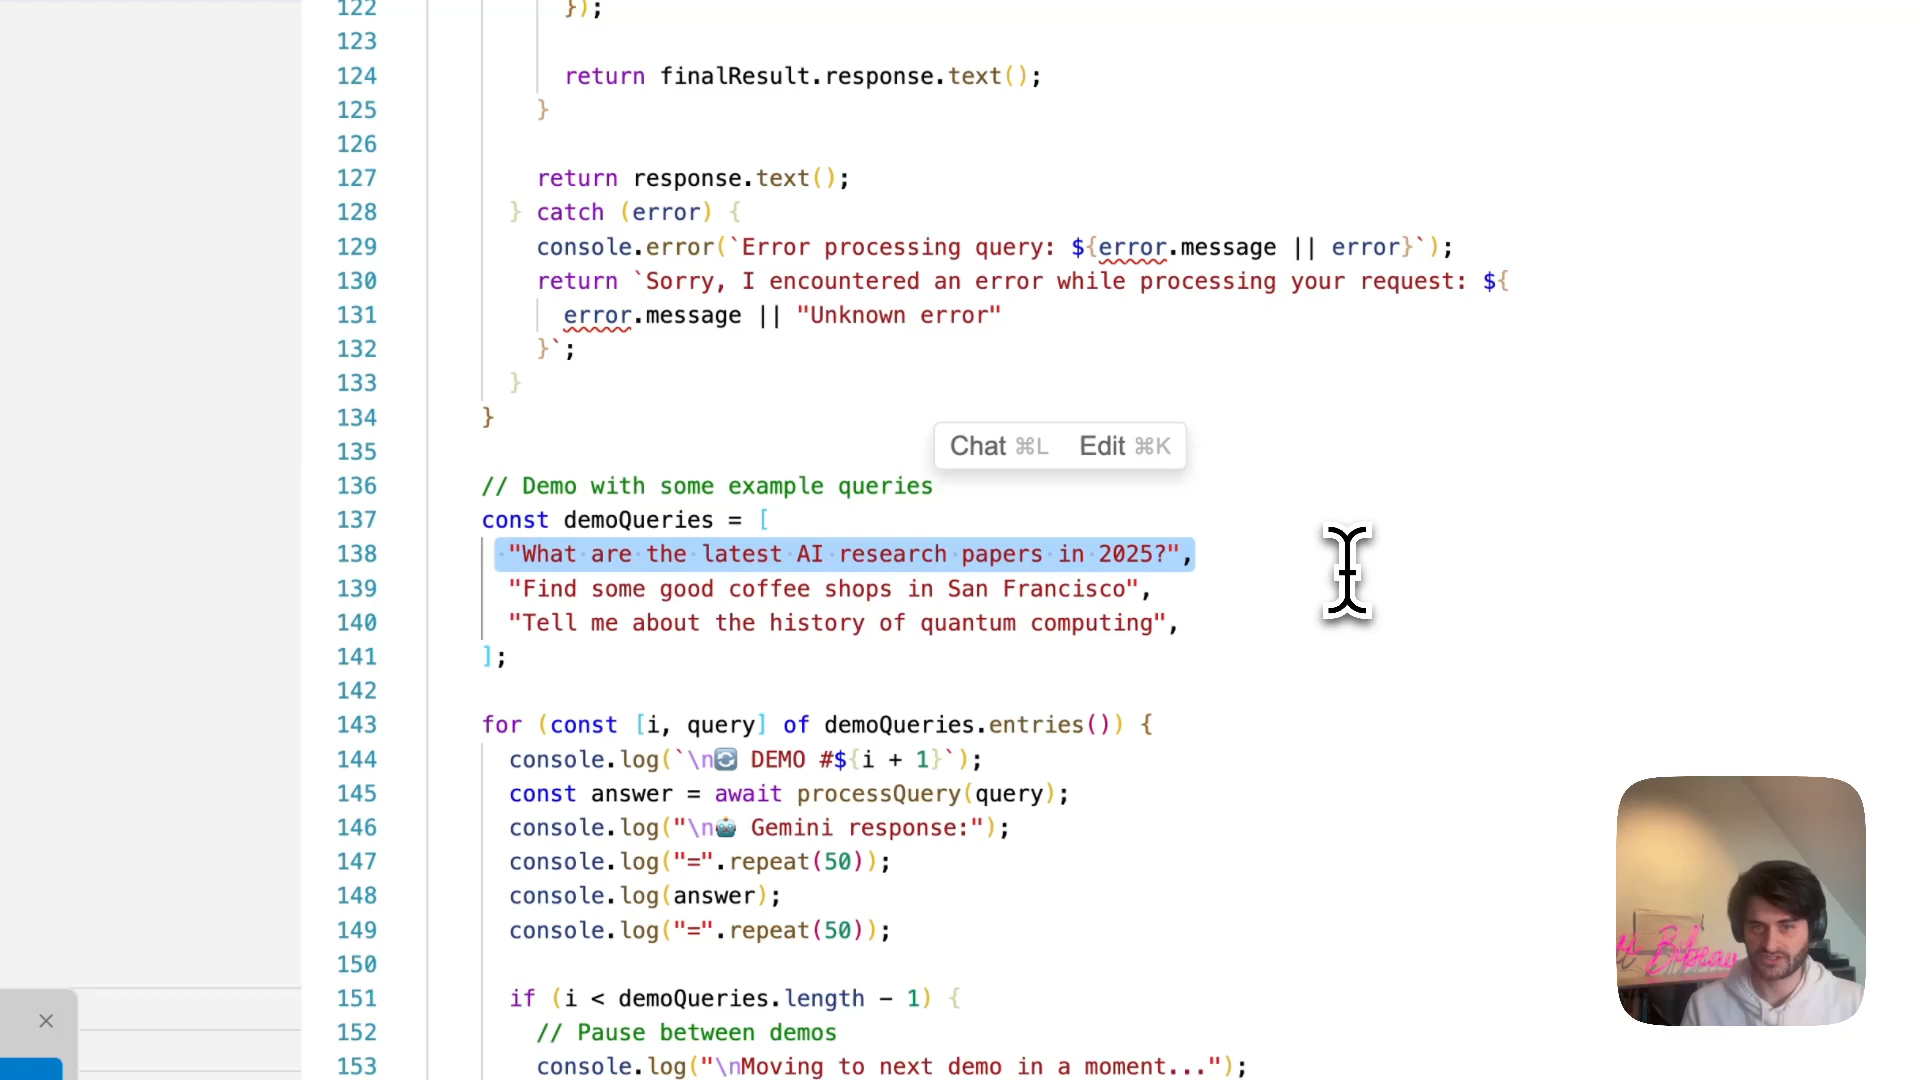 122 });
123
124 return finalResult.response.text();
125 }
126
127 return response.text();
128 } catch (error) {
129 console.error(`Error processing query: ${error.message || error}`);
130 return `Sorry, I encountered an error while processing your request: ${
131 error.message || "Unknown error"
132 }`;
133 }
134 }
135
Chat ⌘L Edit ⌘K
136 // Demo with some example queries
137 const demoQueries = [
138 "What are the latest AI research papers in 2025?",
139 "Find some good coffee shops in San Francisco",
140 "Tell me about the history of quantum computing",
141 ];
142
143 for (const [i, query] of demoQueries.entries()) {
144 console.log(`\n🔄 DEMO #${i + 1}`);
145 const answer = await processQuery(query);
146 console.log("\n🤖 Gemini response:");
147 console.log("=".repeat(50));
148 console.log(answer);
149 console.log("=".repeat(50));
150
151 if (i < demoQueries.length - 1) {
152 // Pause between demos
153 console.log("\nMoving to next demo in a moment...");